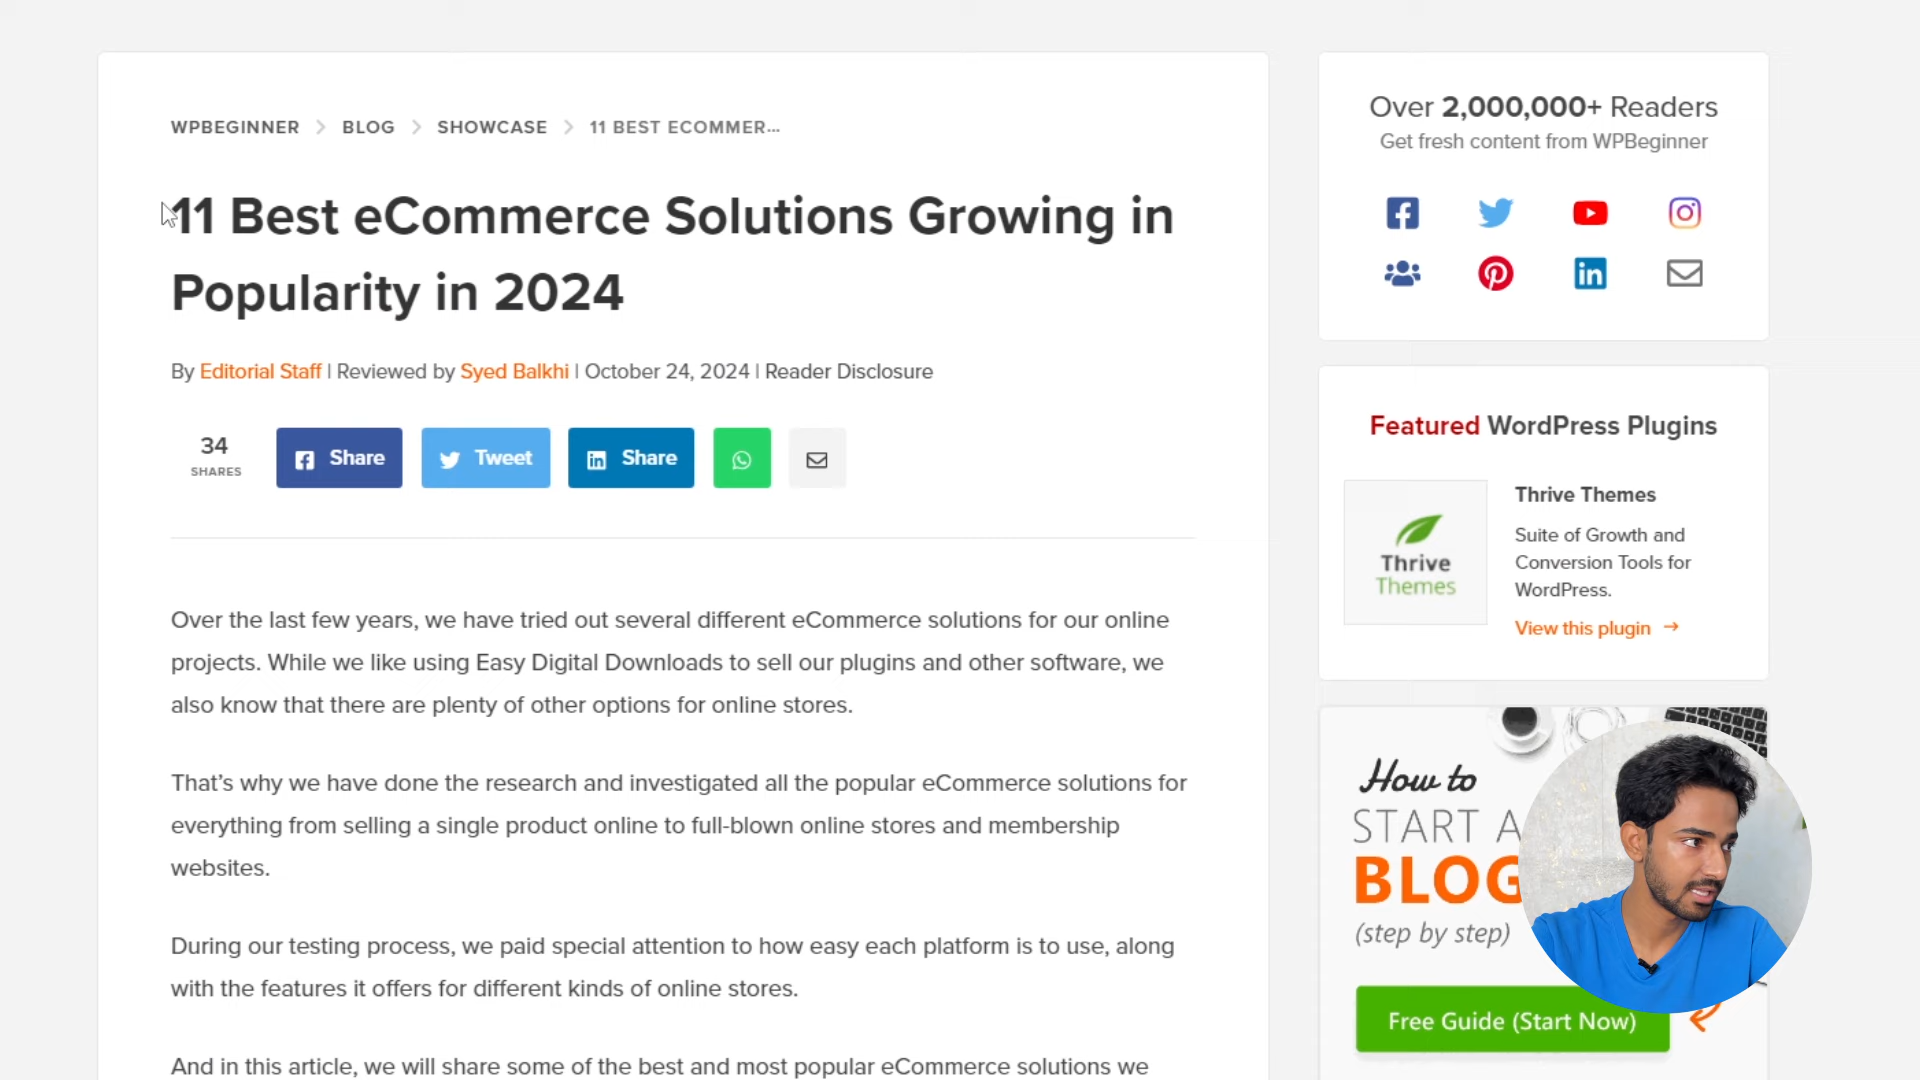 WPBEGINNER > BLOG > SHOWCASE > 11 BEST ECOMMER...
11 Best eCommerce Solutions Growing in
Popularity in 2024
By Editorial Staff | Reviewed by Syed Balkhi | October 24, 2024 | Reader Disclosure
34
SHARES
Share
Tweet
Share
Over the last few years, we have tried out several different eCommerce solutions for our online
projects. While we like using Easy Digital Downloads to sell our plugins and other software, we
also know that there are plenty of other options for online stores.
That's why we have done the research and investigated all the popular eCommerce solutions for
everything from selling a single product online to full-blown online stores and membership
websites.
During our testing process, we paid special attention to how easy each platform is to use, along
with the features it offers for different kinds of online stores.
And in this article, we will share some of the best and most popular eCommerce solutions we
Over 2,000,000+ Readers
Get fresh content from WPBeginner
Featured WordPress Plugins
Thrive
Themes
Thrive Themes
Suite of Growth and
Conversion Tools for
WordPress.
View this plugin →
How to
START A
BLOG
(step by step)
Free Guide (Start Now)